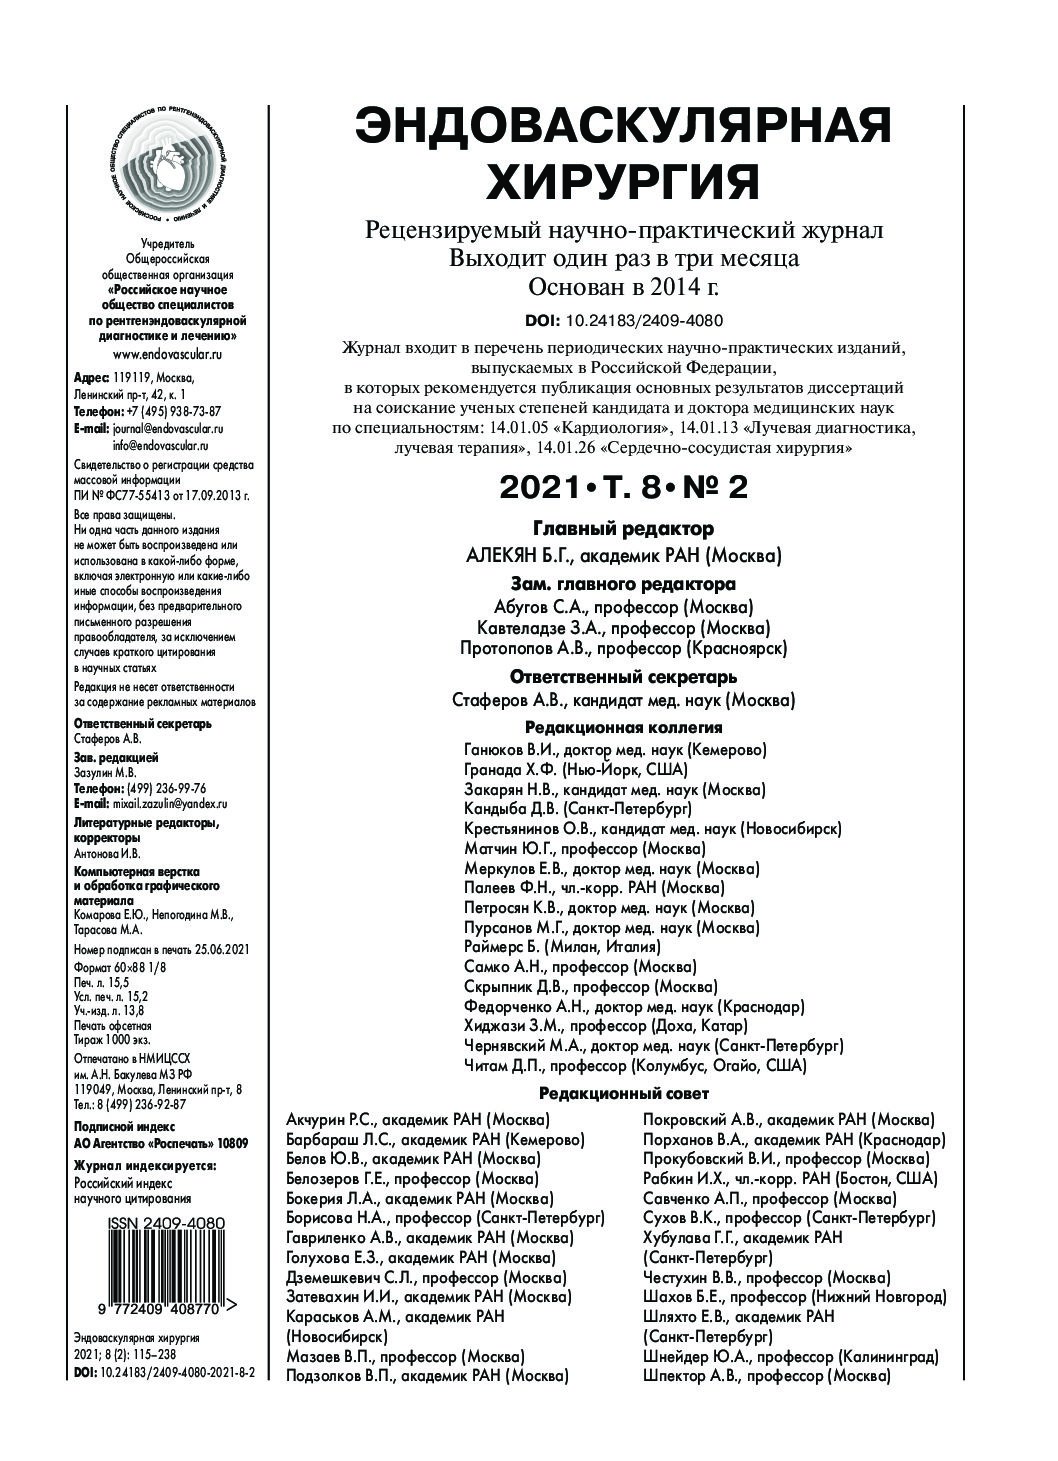 РОССИЙСКОЕ НАУЧНОЕ ОБЩЕСТВО СПЕЦИАЛИСТОВ ПО РЕНТГЕНЭНДОВАСКУЛЯРНОЙ ДИАГНОСТИКЕ И ЛЕЧЕНИЮ •
Учредитель
Общероссийская
общественная организация
«Российское научное
общество специалистов
по рентгенэндоваскулярной
диагностике и лечению»
www.endovascular.ru
Адрес: 119119, Москва,
Ленинский пр-т, 42, к. 1
Телефон: +7 (495) 938-73-87
E-mail: journal@endovascular.ru
info@endovascular.ru
Свидетельство о регистрации средства
массовой информации
ПИ № ФС77-55413 от 17.09.2013 г.
Все права защищены.
Ни одна часть данного издания
не может быть воспроизведена или
использована в какой-либо форме,
включая электронную или какие-либо
иные способы воспроизведения
информации, без предварительного
письменного разрешения
правообладателя, за исключением
случаев краткого цитирования
в научных статьях
Редакция не несет ответственности
за содержание рекламных материалов
Ответственный секретарь
Стаферов А.В.
Зав. редакцией
Зазулин М.В.
Телефон: (499) 236-99-76
E-mail: mixail.zazulin@yandex.ru
Литературные редакторы,
корректоры
Антонова И.В.
Компьютерная верстка
и обработка графического
материала
Комарова Е.Ю., Непогодина М.В.,
Тарасова М.А.
Номер подписан в печать 25.06.2021
Формат 60×88 1/8
Печ. л. 15,5
Усл. печ. л. 15,2
Уч.-изд. л. 13,8
Печать офсетная
Тираж 1000 экз.
Отпечатано в НМИЦССХ
им. А.Н. Бакулева МЗ РФ
119049, Москва, Ленинский пр-т, 8
Тел.: 8 (499) 236-92-87
Подписной индекс
АО Агентство «Роспечать» 10809
Журнал индексируется:
Российский индекс
научного цитирования
ISSN 2409-4080
9 772409 408770 >
Эндоваскулярная хирургия
2021; 8 (2): 115–238
DOI: 10.24183/2409-4080-2021-8-2
ЭНДОВАСКУЛЯРНАЯ
ХИРУРГИЯ
Рецензируемый научно-практический журнал
Выходит один раз в три месяца
Основан в 2014 г.
DOI: 10.24183/2409-4080
Журнал входит в перечень периодических научно-практических изданий,
выпускаемых в Российской Федерации,
в которых рекомендуется публикация основных результатов диссертаций
на соискание ученых степеней кандидата и доктора медицинских наук
по специальностям: 14.01.05 «Кардиология», 14.01.13 «Лучевая диагностика,
лучевая терапия», 14.01.26 «Сердечно-сосудистая хирургия»
2021 • Т. 8 • № 2
Главный редактор
АЛЕКЯН Б.Г., академик РАН (Москва)
Зам. главного редактора
Абугов С.А., профессор (Москва)
Кавтеладзе З.А., профессор (Москва)
Протопопов А.В., профессор (Красноярск)
Ответственный секретарь
Стаферов А.В., кандидат мед. наук (Москва)
Редакционная коллегия
Ганюков В.И., доктор мед. наук (Кемерово)
Гранада Х.Ф. (Нью-Йорк, США)
Закарян Н.В., кандидат мед. наук (Москва)
Кандыба Д.В. (Санкт-Петербург)
Крестьянинов О.В., кандидат мед. наук (Новосибирск)
Матчин Ю.Г., профессор (Москва)
Меркулов Е.В., доктор мед. наук (Москва)
Палеев Ф.Н., чл.-корр. РАН (Москва)
Петросян К.В., доктор мед. наук (Москва)
Пурсанов М.Г., доктор мед. наук (Москва)
Раймерс Б. (Милан, Италия)
Самко А.Н., профессор (Москва)
Скрыпник Д.В., профессор (Москва)
Федорченко А.Н., доктор мед. наук (Краснодар)
Хиджази З.М., профессор (Доха, Катар)
Чернявский М.А., доктор мед. наук (Санкт-Петербург)
Читам Д.П., профессор (Колумбус, Огайо, США)
Редакционный совет
Акчурин Р.С., академик РАН (Москва)
Барбараш Л.С., академик РАН (Кемерово)
Белов Ю.В., академик РАН (Москва)
Белозеров Г.Е., профессор (Москва)
Бокерия Л.А., академик РАН (Москва)
Борисова Н.А., профессор (Санкт-Петербург)
Гавриленко А.В., академик РАН (Москва)
Голухова Е.З., академик РАН (Москва)
Дземешкевич С.Л., профессор (Москва)
Затевахин И.И., академик РАН (Москва)
Караськов А.М., академик РАН
(Новосибирск)
Мазаев В.П., профессор (Москва)
Подзолков В.П., академик РАН (Москва)
Покровский А.В., академик РАН (Москва)
Порханов В.А., академик РАН (Краснодар)
Прокубовский В.И., профессор (Москва)
Рабкин И.Х., чл.-корр. РАН (Бостон, США)
Савченко А.П., профессор (Москва)
Сухов В.К., профессор (Санкт-Петербург)
Хубулава Г.Г., академик РАН
(Санкт-Петербург)
Честухин В.В., профессор (Москва)
Шахов Б.Е., профессор (Нижний Новгород)
Шляхто Е.В., академик РАН
(Санкт-Петербург)
Шнейдер Ю.А., профессор (Калининград)
Шпектор А.В., профессор (Москва)